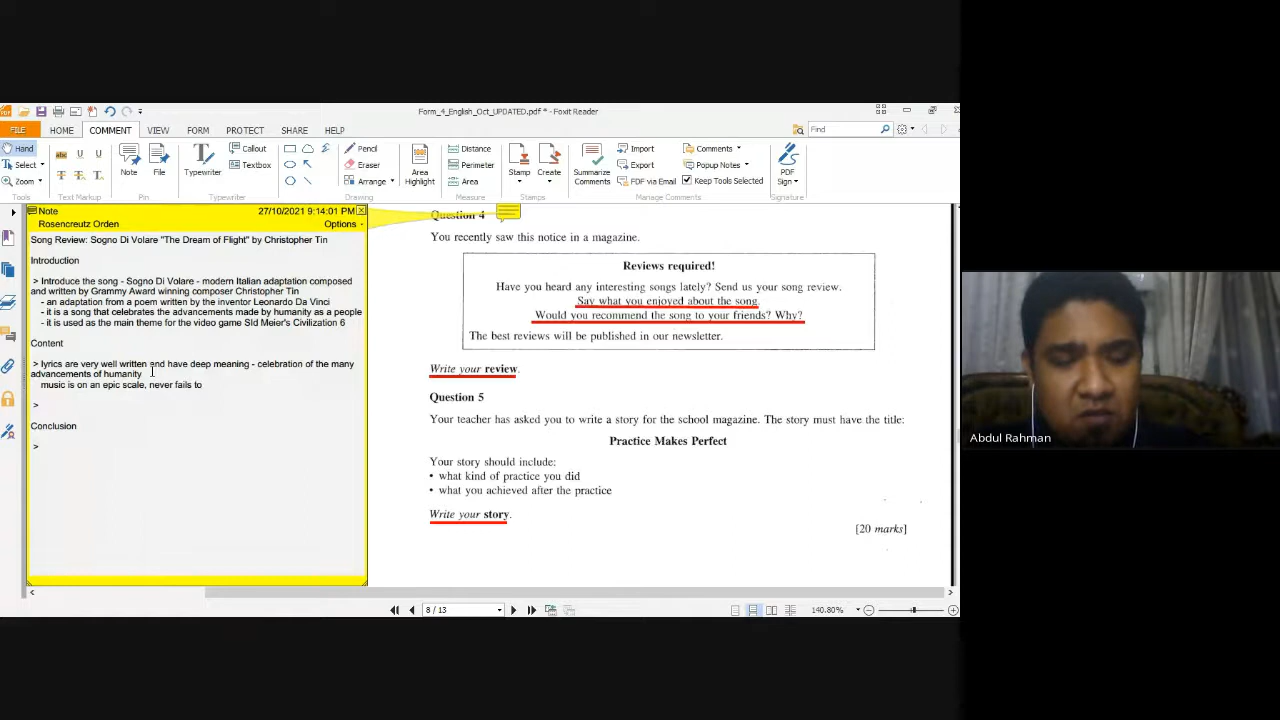 Form_4_English_Oct_UPDATED.pdf * - Foxit Reader
FILE HOME COMMENT VIEW FORM PROTECT SHARE HELP
Find
Hand
Select
Zoom
Tools
Text Markup
Note
File
Pin
Typewriter
Callout
Textbox
Typewriter
Pencil
Eraser
Arrange
Drawing
Area Highlight
Distance
Perimeter
Area
Measure
Stamp
Create
Stamps
Summarize Comments
Import
Export
FDF via Email
Comments
Popup Notes
Keep Tools Selected
Manage Comments
PDF Sign
Signature
Note 27/10/2021 9:14:01 PM
Rosencreutz Orden Options
Song Review: Sogno Di Volare "The Dream of Flight" by Christopher Tin
Introduction
> Introduce the song - Sogno Di Volare - modern Italian adaptation composed
and written by Grammy Award winning composer Christopher Tin
- an adaptation from a poem written by the inventor Leonardo Da Vinci
- it is a song that celebrates the advancements made by humanity as a people
- it is used as the main theme for the video game SId Meier's Civilization 6
Content
> lyrics are very well written and have deep meaning - celebration of the many
advancements of humanity
music is on an epic scale, never fails to
>
Conclusion
>
Question 4
You recently saw this notice in a magazine.
Reviews required!
Have you heard any interesting songs lately? Send us your song review.
Say what you enjoyed about the song.
Would you recommend the song to your friends? Why?
The best reviews will be published in our newsletter.
Write your review.
Question 5
Your teacher has asked you to write a story for the school magazine. The story must have the title:
Practice Makes Perfect
Your story should include:
• what kind of practice you did
• what you achieved after the practice
Write your story.
[20 marks]
8 / 13
140.80%
Abdul Rahman